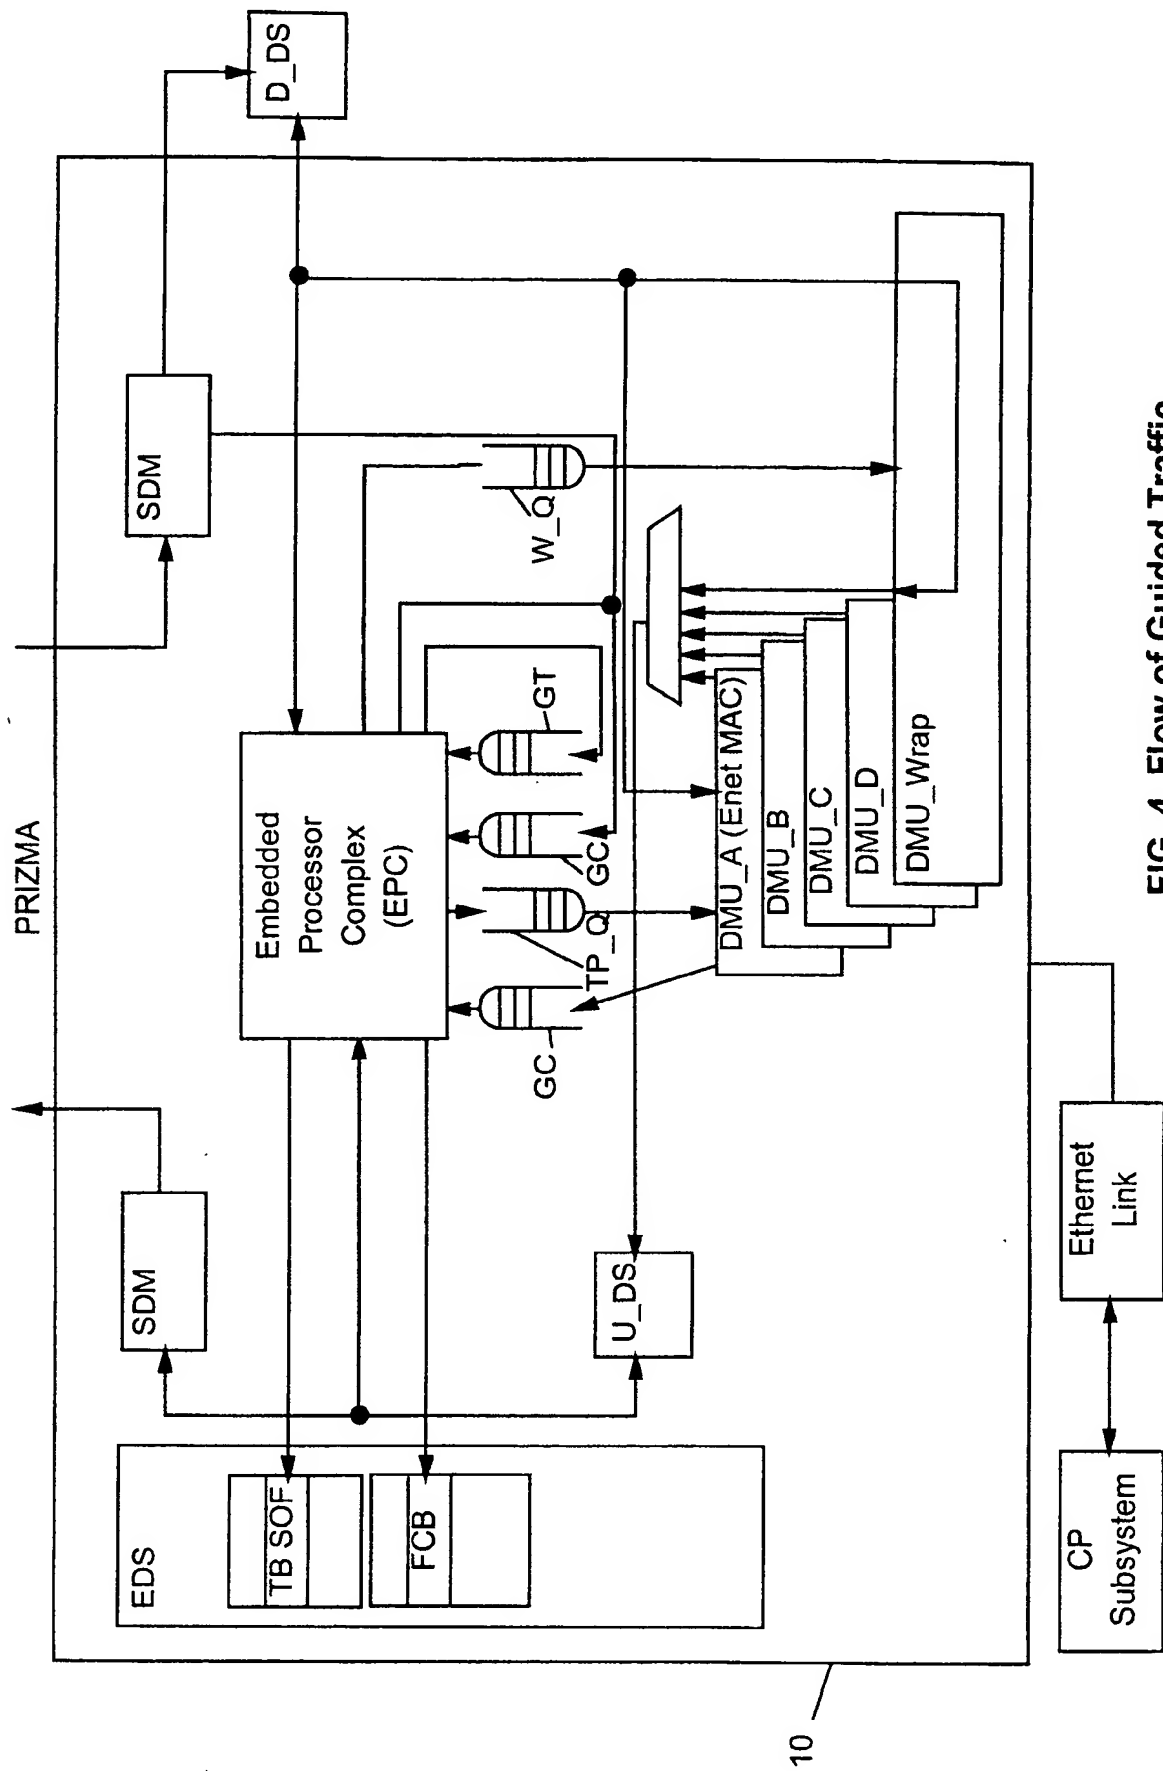 PRIZMA
EDS
TB SOF
FCB
SDM
SDM
D_DS
Embedded
Processor
Complex
(EPC)
GC
TP_Q
GC
GT
W_Q
U_DS
DMU_A (Enet MAC)
DMU_B
DMU_C
DMU_D
DMU_Wrap
10
CP
Subsystem
Ethernet
Link
FIG. 4 Flow of Guided Traffic